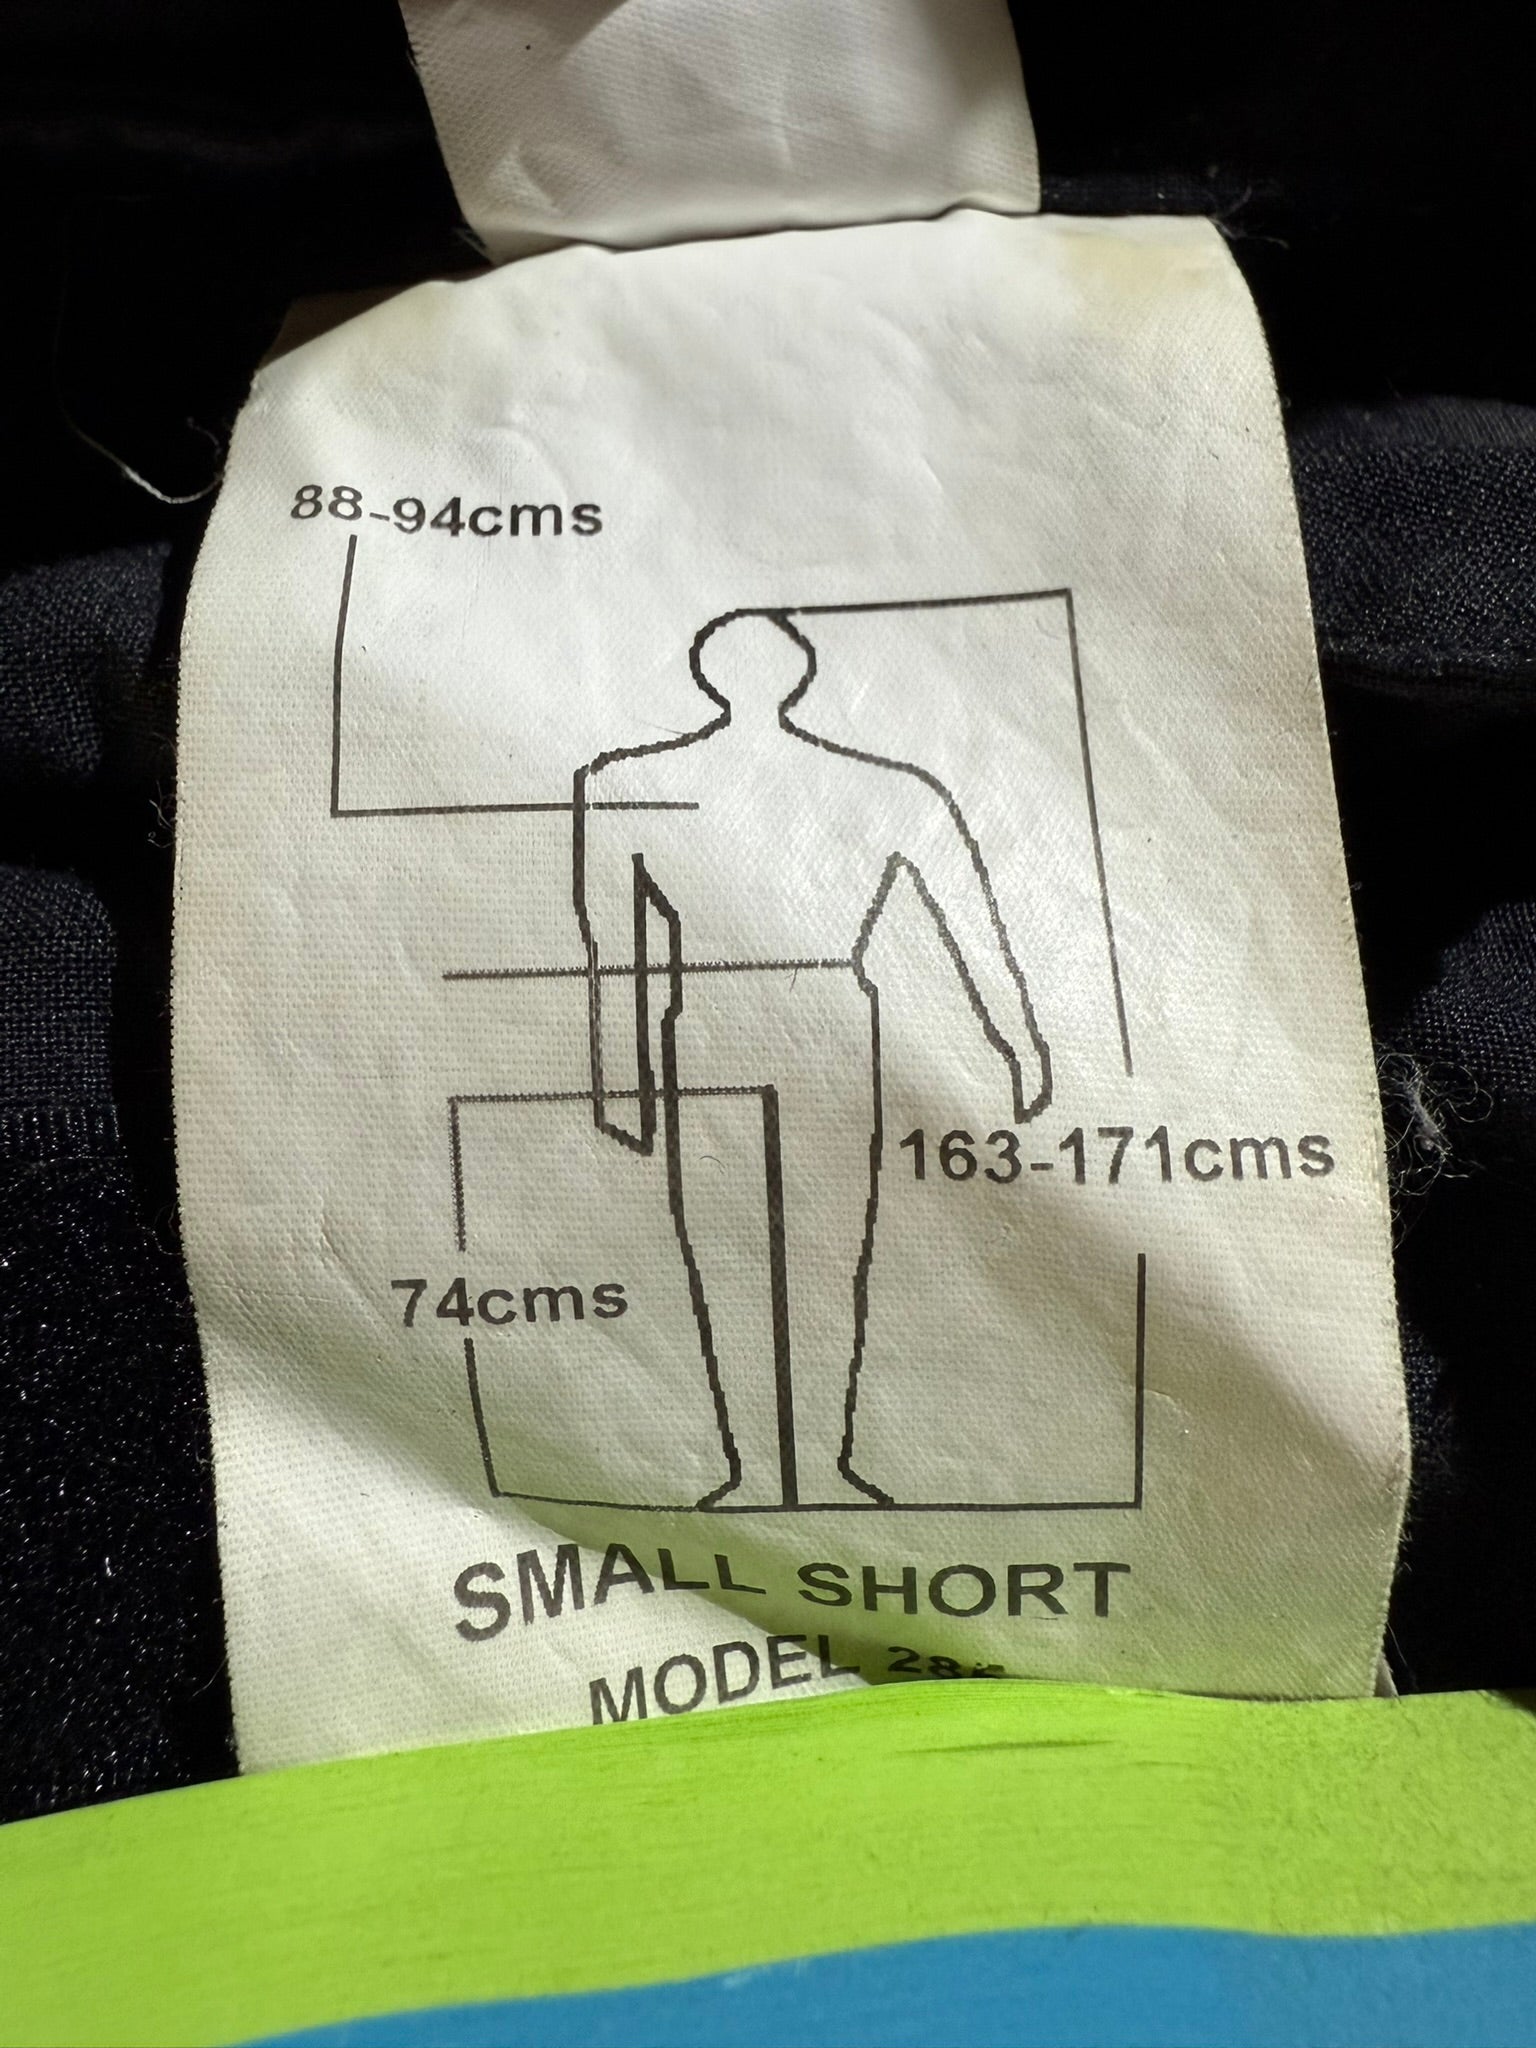 88-94cms
163-171cms
74cms
SMALL SHORT
MODEL